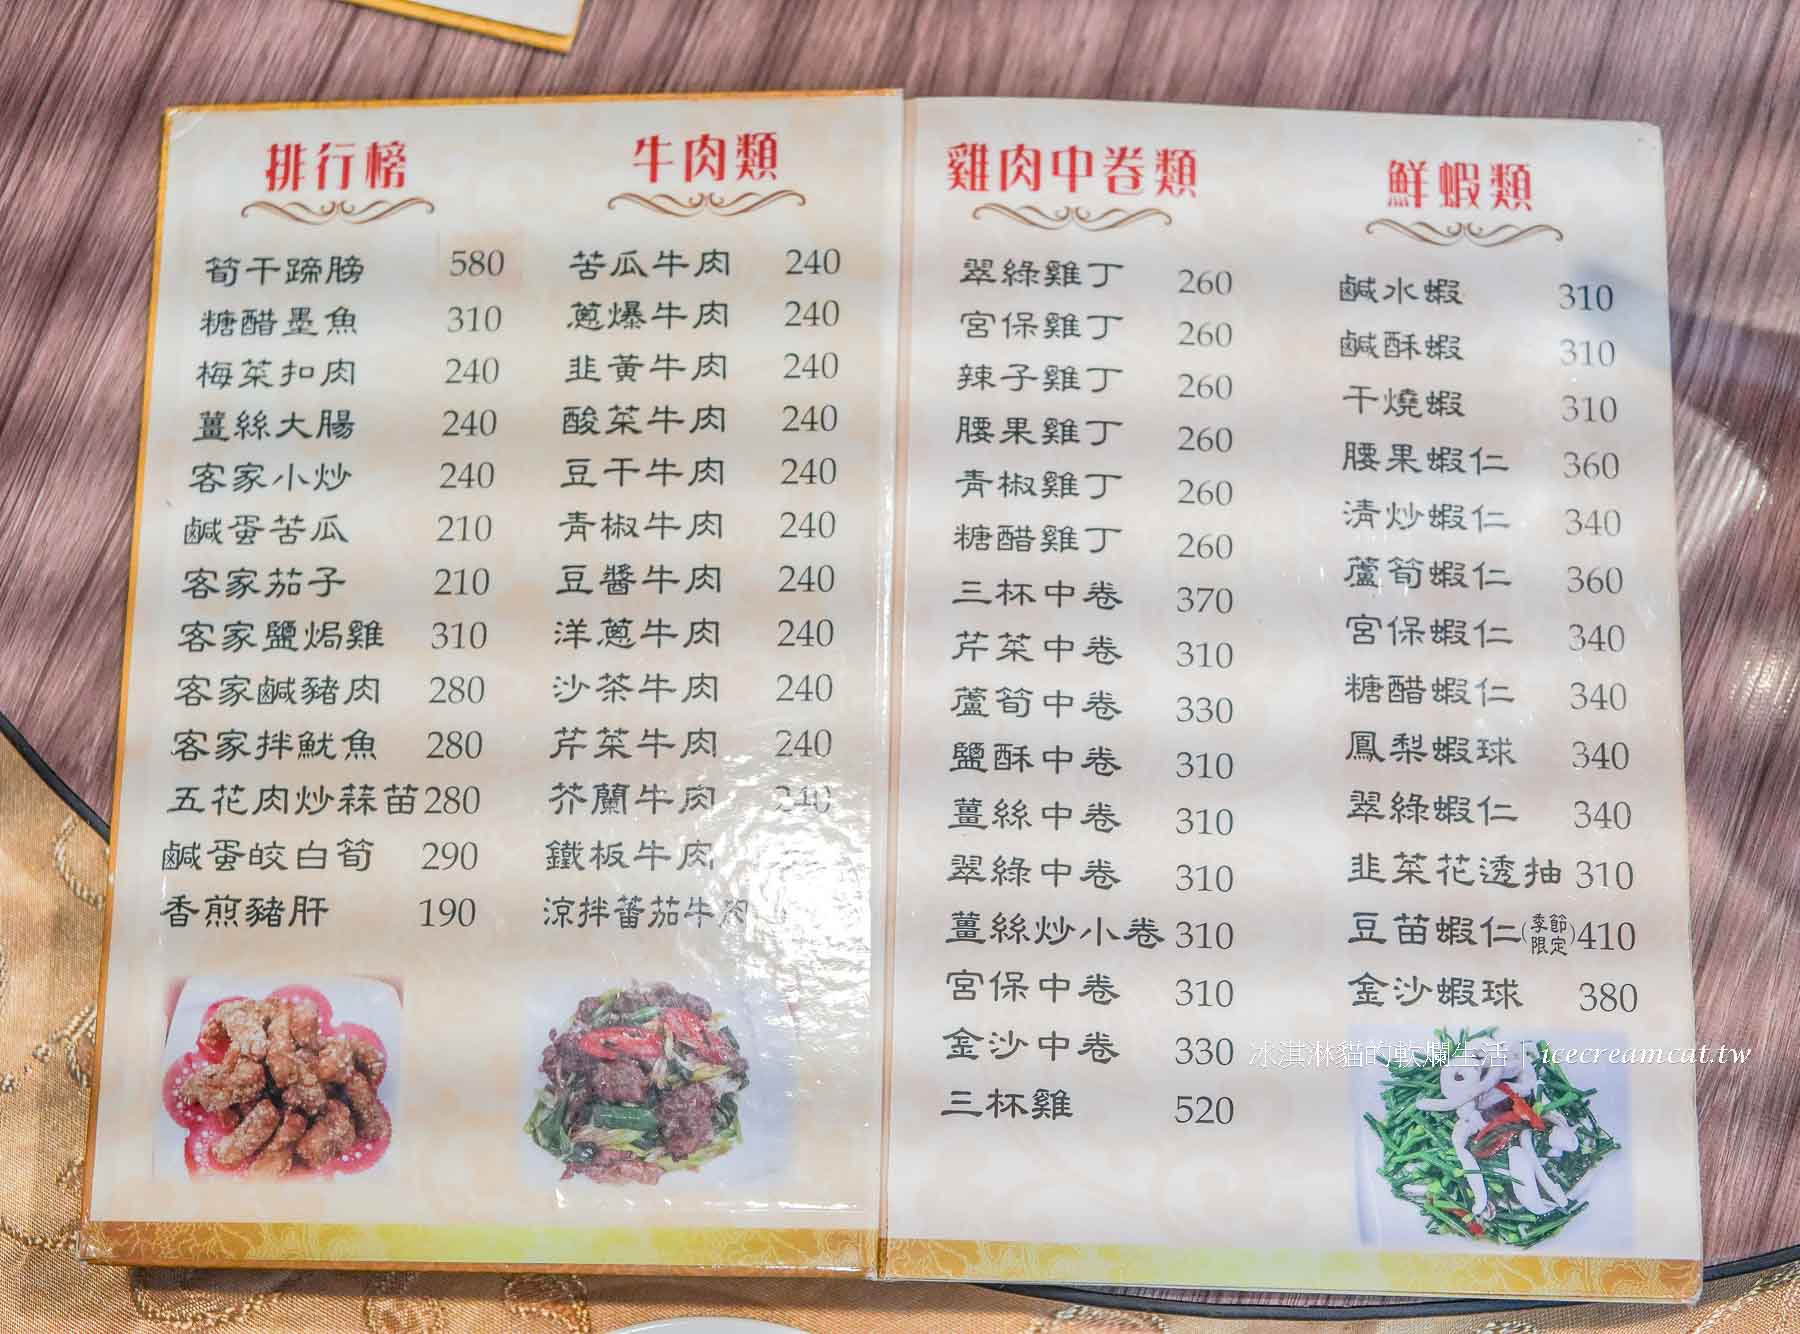 排行榜
筍干蹄膀 580
糖醋墨魚 310
梅菜扣肉 240
薑絲大腸 240
客家小炒 240
鹹蛋苦瓜 210
客家茄子 210
客家鹽焗雞 310
客家鹹豬肉 280
客家拌魷魚 280
五花肉炒蒜苗 280
鹹蛋皎白筍 290
香煎豬肝 190
牛肉類
苦瓜牛肉 240
蔥爆牛肉 240
韭黃牛肉 240
酸菜牛肉 240
豆干牛肉 240
青椒牛肉 240
豆醬牛肉 240
洋蔥牛肉 240
沙茶牛肉 240
芹菜牛肉 240
芥蘭牛肉 240
鐵板牛肉
涼拌蕃茄牛肉
雞肉中卷類
翠綠雞丁 260
宮保雞丁 260
辣子雞丁 260
腰果雞丁 260
青椒雞丁 260
糖醋雞丁 260
三杯中卷 370
芹菜中卷 310
蘆筍中卷 330
鹽酥中卷 310
薑絲中卷 310
翠綠中卷 310
薑絲炒小卷 310
宮保中卷 310
金沙中卷 330
三杯雞 520
鮮蝦類
鹹水蝦 310
鹹酥蝦 310
干燒蝦 310
腰果蝦仁 360
清炒蝦仁 340
蘆筍蝦仁 360
宮保蝦仁 340
糖醋蝦仁 340
鳳梨蝦球 340
翠綠蝦仁 340
韭菜花透抽 310
豆苗蝦仁(季節限定) 410
金沙蝦球 380
冰淇淋貓的軟爛生活 | icecreamcat.tw